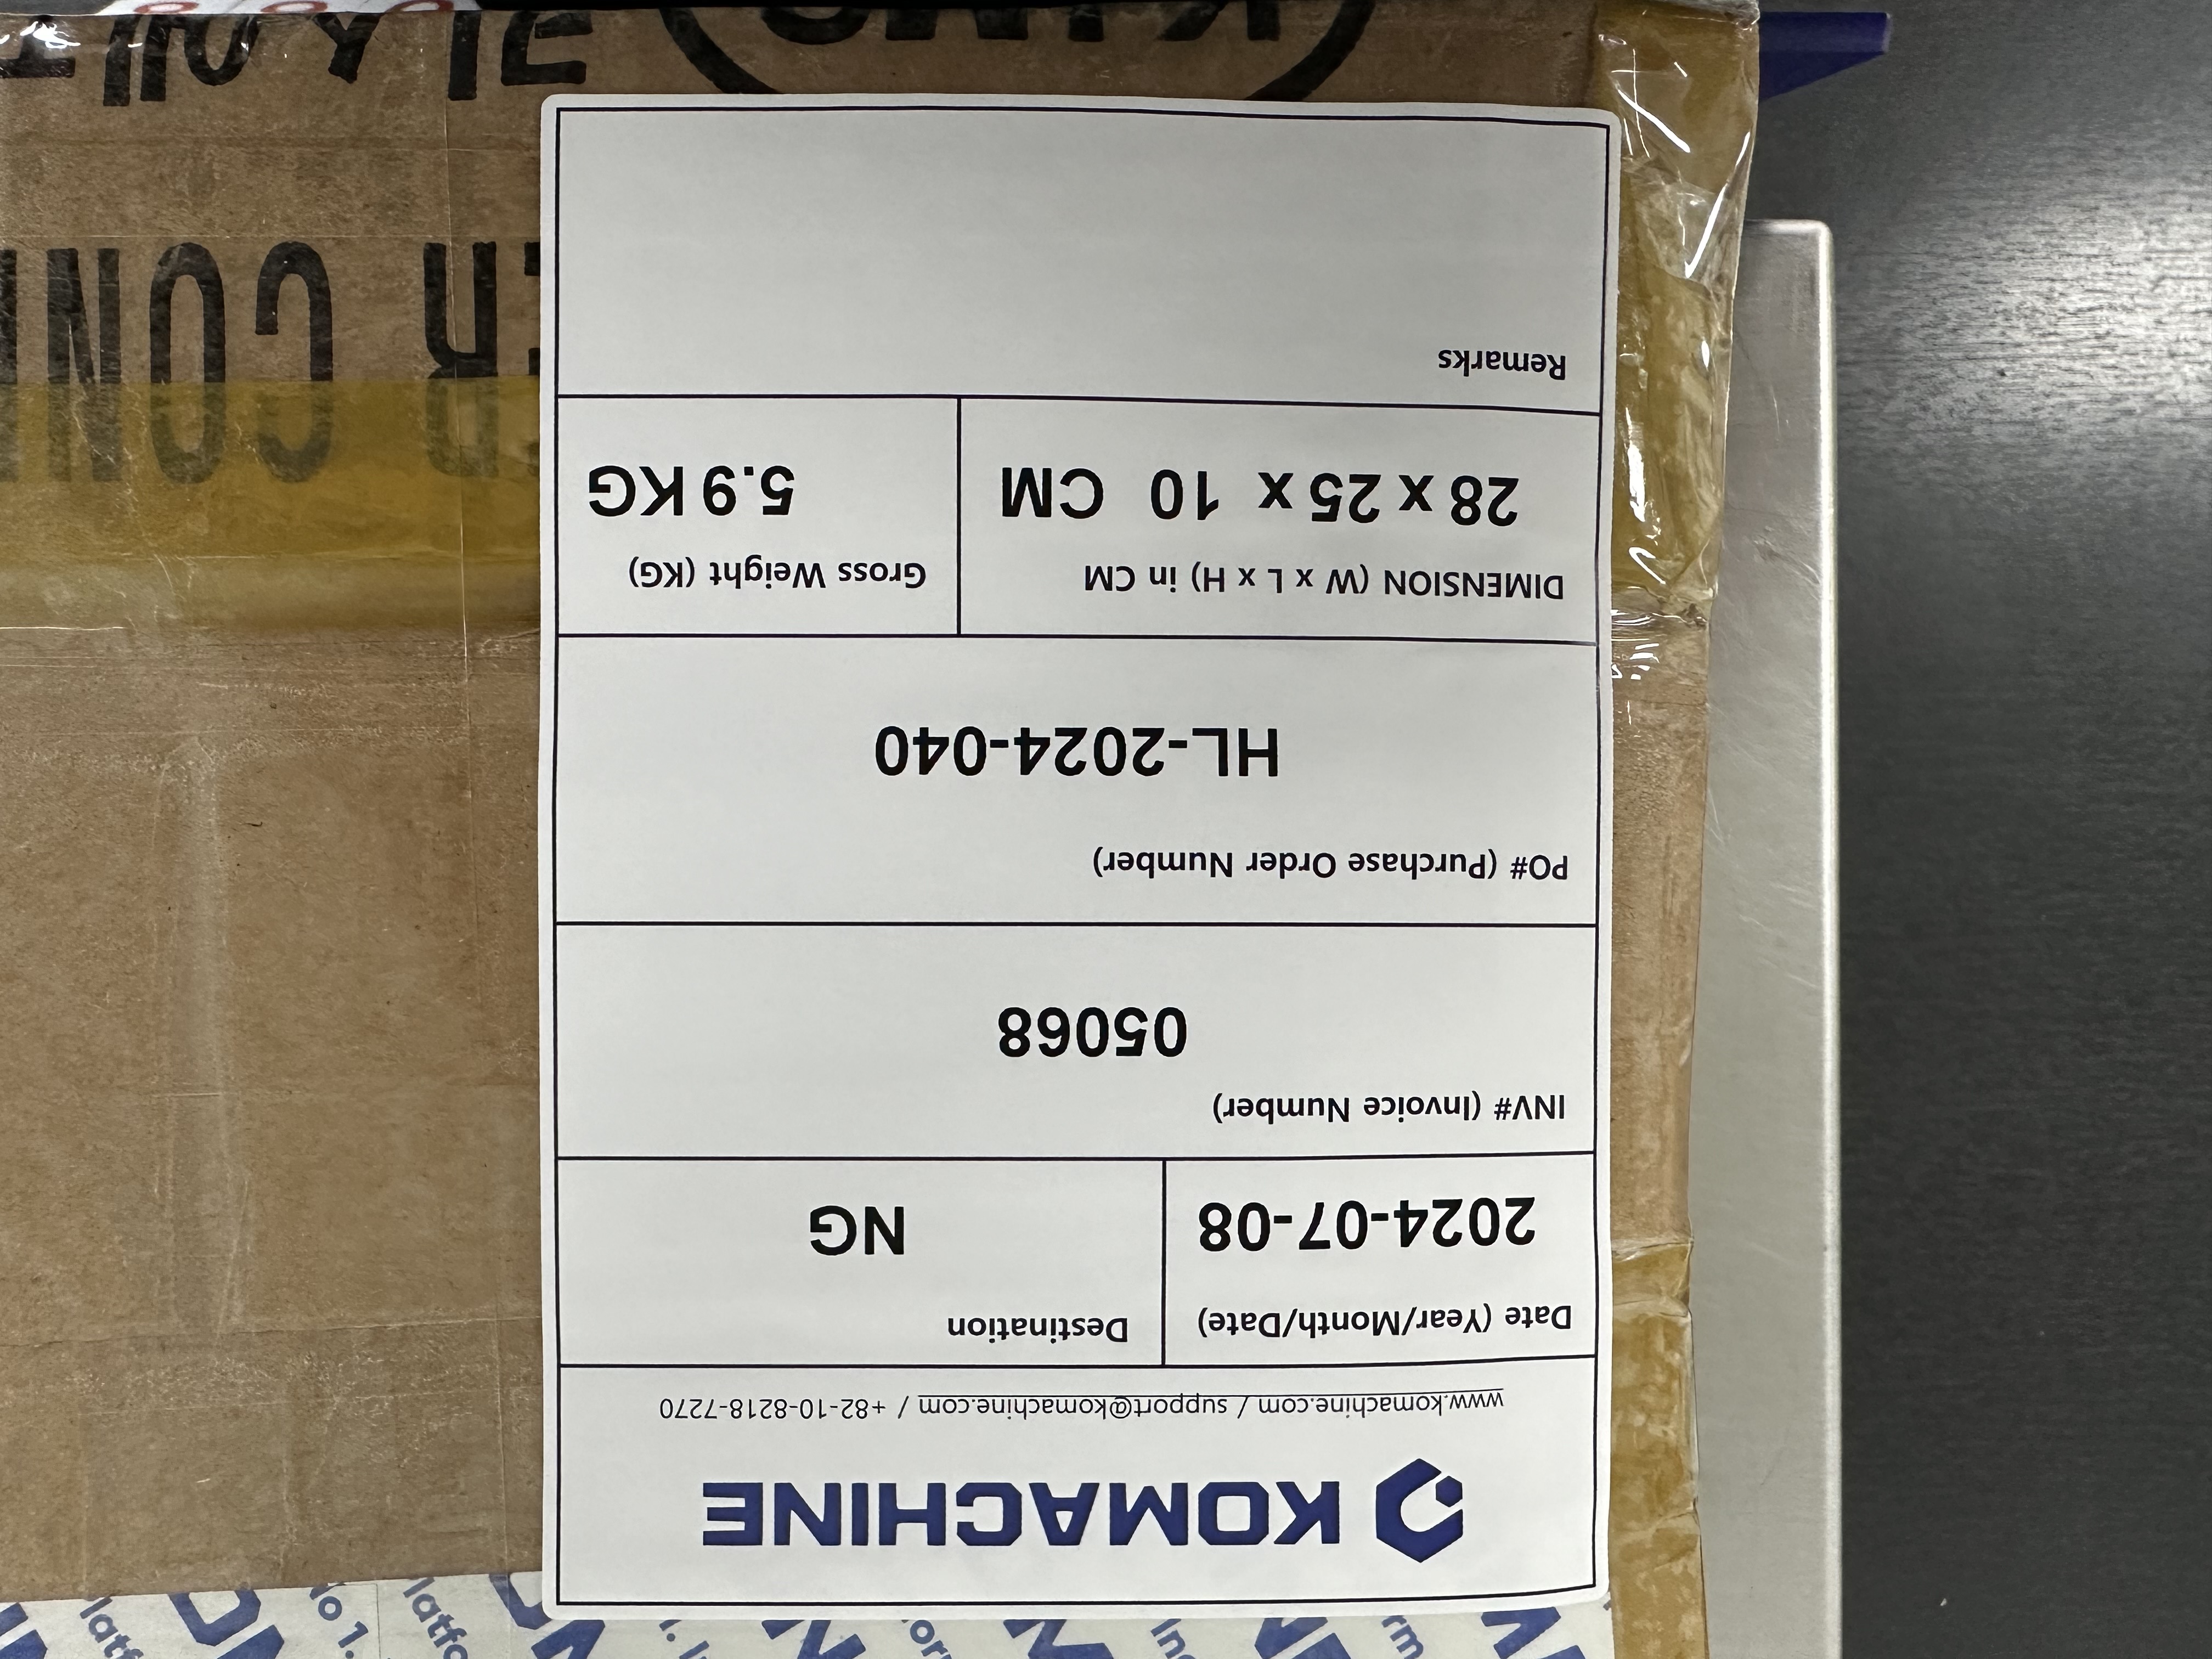 KOMACHINE
www.komachine.com / support@komachine.com / +82-10-8218-7270
Date (Year/Month/Date)
2024-07-08
Destination
NG
INV# (Invoice Number)
05068
PO# (Purchase Order Number)
HL-2024-040
DIMENSION (W x L x H) in CM
28 x 25 x 10 CM
Gross Weight (KG)
5.9 KG
Remarks